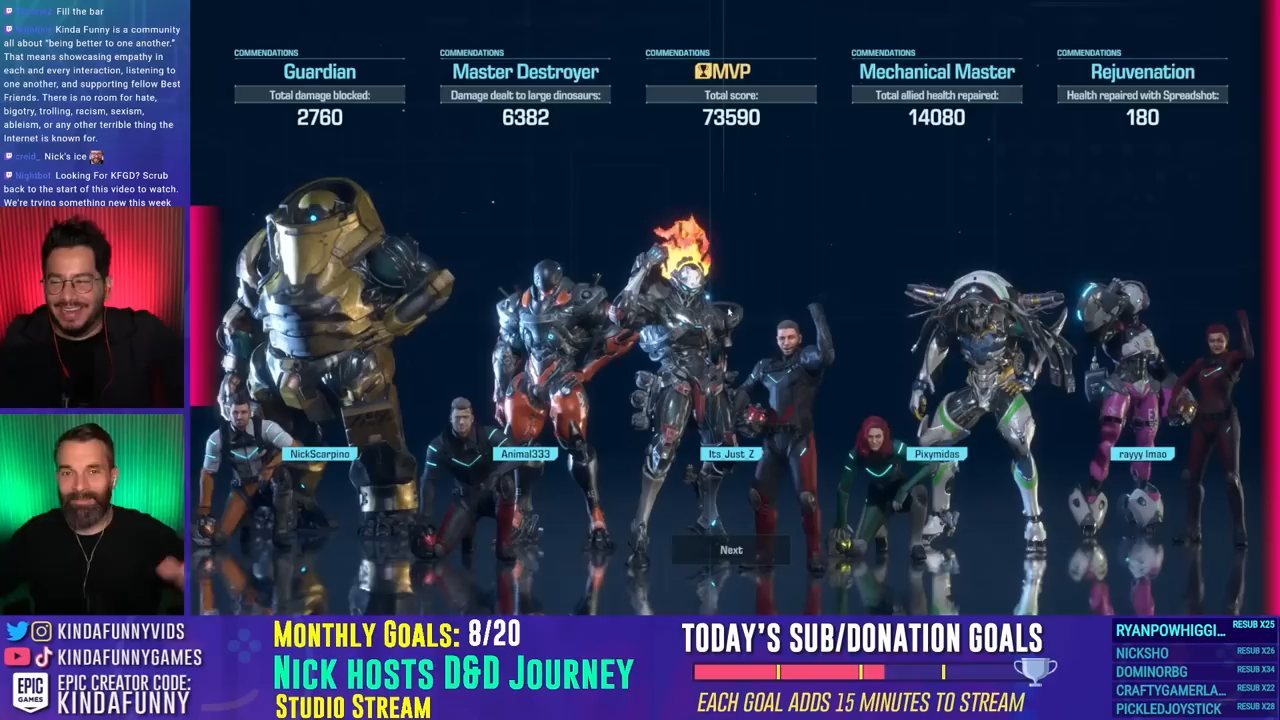 Fill the bar
Kinda Funny is a community
all about "being better to one another."
That means showcasing empathy in
each and every interaction, listening to
one another, and supporting fellow Best
Friends. There is no room for hate,
bigotry, trolling, racism, sexism,
ableism, or any other terrible thing the
Internet is known for.
creid_ Nick's ice
Nightbot Looking For KFGD? Scrub
back to the start of this video to watch.
We're trying something new this week
COMMENDATIONS
Guardian
Total damage blocked:
2760
COMMENDATIONS
Master Destroyer
Damage dealt to large dinosaurs:
6382
COMMENDATIONS
MVP
Total score:
73590
COMMENDATIONS
Mechanical Master
Total allied health repaired:
14080
COMMENDATIONS
Rejuvenation
Health repaired with Spreadshot:
180
NickScarpino
Animal333
Its_Just_Z
Pixymidas
rayyy lmao
Next
KINDAFUNNYVIDS
KINDAFUNNYGAMES
EPIC
GAMES
EPIC CREATOR CODE:
KINDAFUNNY
MONTHLY GOALS: 8/20
NICK HOSTS D&D JOURNEY
STUDIO STREAM
TODAY'S SUB/DONATION GOALS
EACH GOAL ADDS 15 MINUTES TO STREAM
RYANPOWHIGGI... RESUB X25
NICKSHO RESUB X26
DOMINORBG RESUB X34
CRAFTYGAMERLA... RESUB X22
PICKLEDJOYSTICK RESUB X28